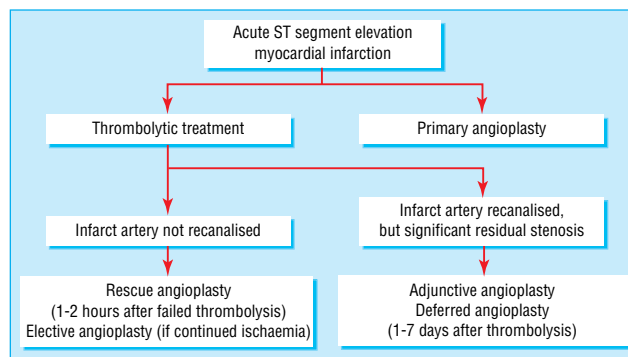 Acute ST segment elevation
myocardial infarction
Thrombolytic treatment
Primary angioplasty
Infarct artery not recanalised
Infarct artery recanalised,
but significant residual stenosis
Rescue angioplasty
(1-2 hours after failed thrombolysis)
Elective angioplasty (if continued ischaemia)
Adjunctive angioplasty
Deferred angioplasty
(1-7 days after thrombolysis)